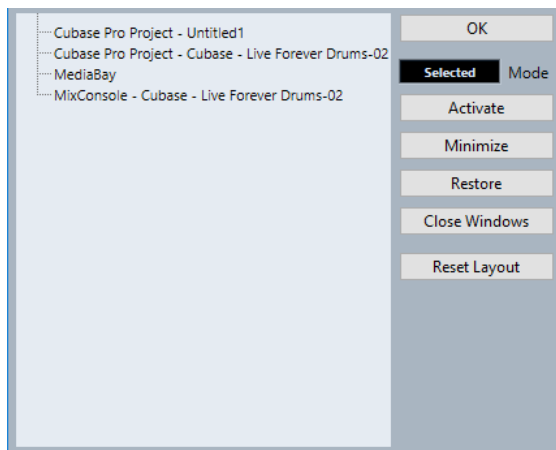 Cubase Pro Project - Untitled1
Cubase Pro Project - Cubase - Live Forever Drums-02
MediaBay
MixConsole - Cubase - Live Forever Drums-02
OK
Selected Mode
Activate
Minimize
Restore
Close Windows
Reset Layout